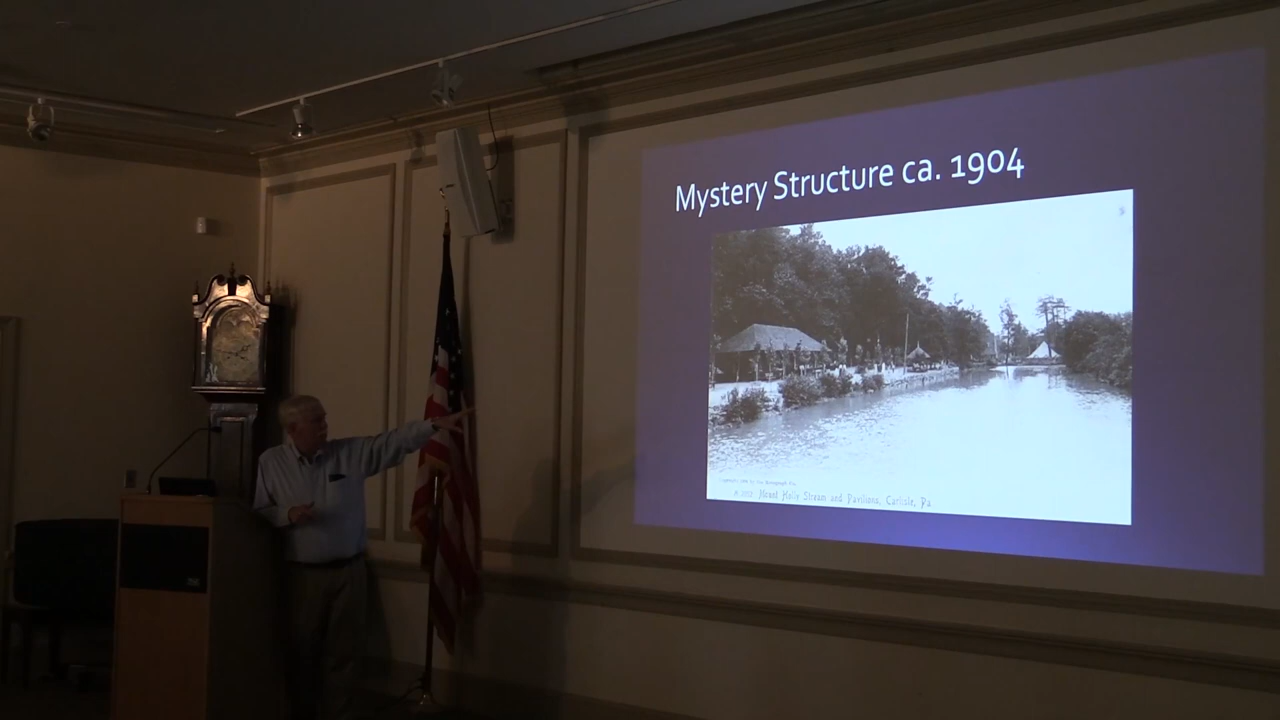 Mystery Structure ca. 1904
Mount Holly Stream and Pavilions, Carlisle, Pa